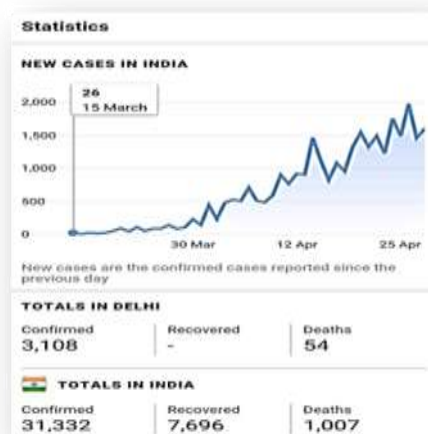 Statistics
NEW CASES IN INDIA
26
15 March
2,000
1,500
1,000
500
0
30 Mar
12 Apr
25 Apr
New cases are the confirmed cases reported since the
previous day
TOTALS IN DELHI
Confirmed Recovered Deaths
3,108 - 54
TOTALS IN INDIA
Confirmed Recovered Deaths
31,332 7,696 1,007